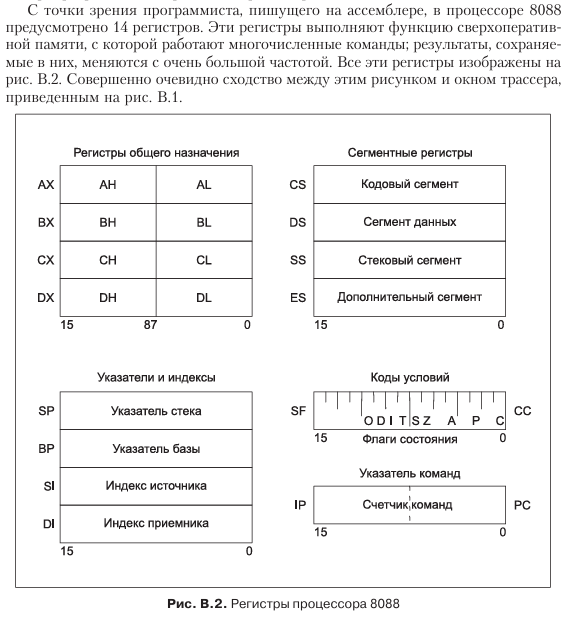 С точки зрения программиста, пишущего на ассемблере, в процессоре 8088
предусмотрено 14 регистров. Эти регистры выполняют функцию сверхоператив-
ной памяти, с которой работают многочисленные команды; результаты, сохраняе-
мые в них, меняются с очень большой частотой. Все эти регистры изображены на
рис. В.2. Совершенно очевидно сходство между этим рисунком и окном трассера,
приведенным на рис. В.1.
Регистры общего назначения
AX AH AL
BX BH BL
CX CH CL
DX DH DL
15 87 0
Сегментные регистры
CS Кодовый сегмент
DS Сегмент данных
SS Стековый сегмент
ES Дополнительный сегмент
15 0
Указатели и индексы
SP Указатель стека
BP Указатель базы
SI Индекс источника
DI Индекс приемника
15 0
Коды условий
SF O D I T S Z A P C CC
15 Флаги состояния 0
Указатель команд
IP Счетчик команд PC
15 0
Рис. В.2. Регистры процессора 8088